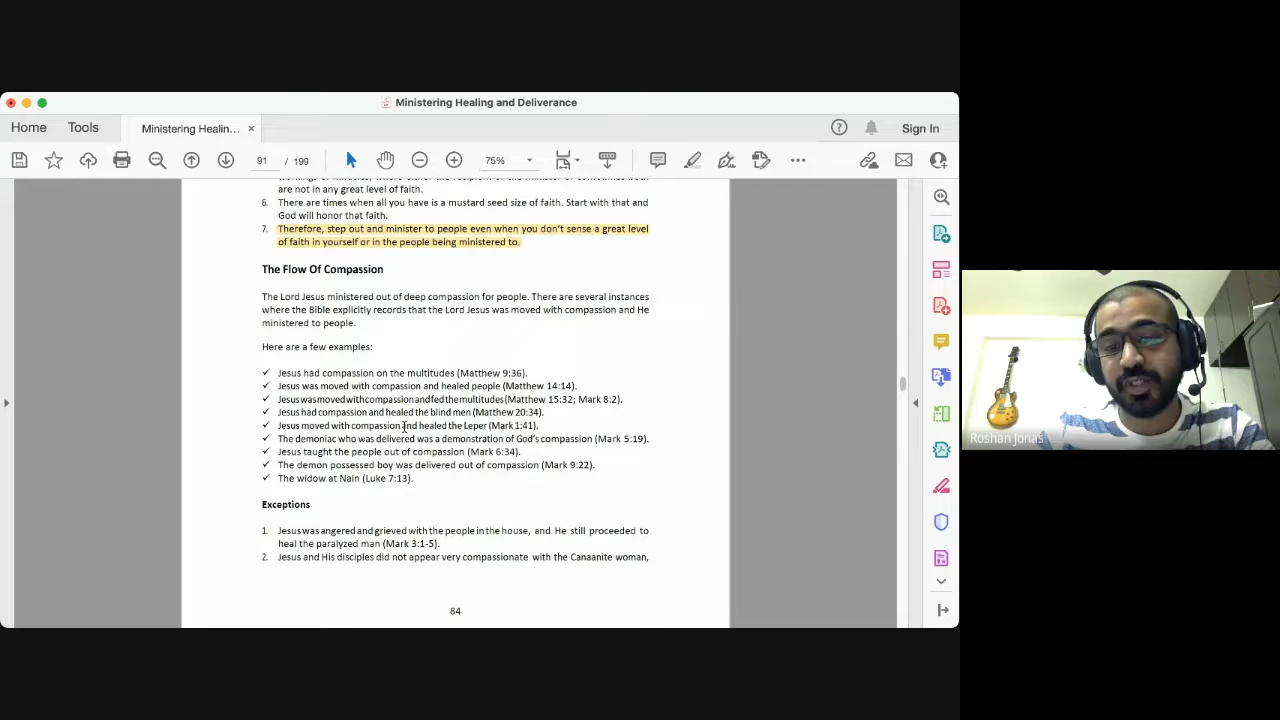 Ministering Healing and Deliverance
Home Tools Ministering Healin... × Sign In
91 / 199 75%
are not in any great level of faith.
6. There are times when all you have is a mustard seed size of faith. Start with that and
God will honor that faith.
7. Therefore, step out and minister to people even when you don't sense a great level
of faith in yourself or in the people being ministered to.
The Flow Of Compassion
The Lord Jesus ministered out of deep compassion for people. There are several instances
where the Bible explicitly records that the Lord Jesus was moved with compassion and He
ministered to people.
Here are a few examples:
✓ Jesus had compassion on the multitudes (Matthew 9:36).
✓ Jesus was moved with compassion and healed people (Matthew 14:14).
✓ Jesus was moved with compassion and fed the multitudes (Matthew 15:32; Mark 8:2).
✓ Jesus had compassion and healed the blind men (Matthew 20:34).
✓ Jesus moved with compassion and healed the Leper (Mark 1:41).
✓ The demoniac who was delivered was a demonstration of God's compassion (Mark 5:19).
✓ Jesus taught the people out of compassion (Mark 6:34).
✓ The demon possessed boy was delivered out of compassion (Mark 9:22).
✓ The widow at Nain (Luke 7:13).
Exceptions
1. Jesus was angered and grieved with the people in the house, and He still proceeded to
heal the paralyzed man (Mark 3:1-5).
2. Jesus and His disciples did not appear very compassionate with the Canaanite woman,
84
Roshan Jonas